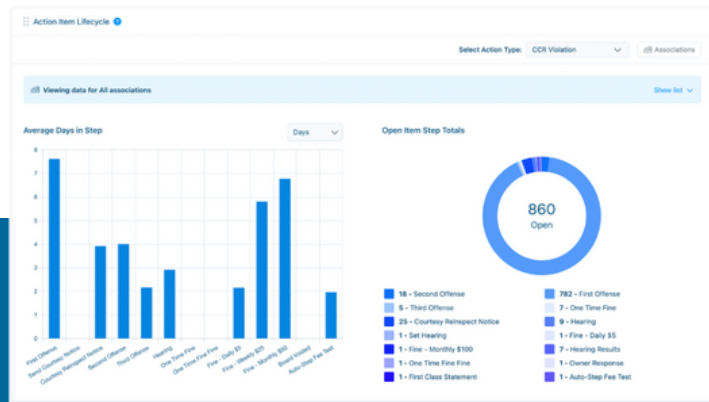 Action Item Lifecycle ?
Select Action Type: CCR Violation Associations
Viewing data for All associations Show list
Average Days in Step
Days
Open Item Step Totals
8
7
6
5
4
3
2
1
0
First Offense
Send Courtesy Notice
Courtesy Reinspect Notice
Second Offense
Third Offense
Hearing
One Time Fine
One Time Fine Fine
Fine - Daily $5
Fine - Weekly $25
Fine - Monthly $50
Board Visited
Auto-Step Fee Test
860
Open
18 - Second Offense
782 - First Offense
5 - Third Offense
7 - One Time Fine
25 - Courtesy Reinspect Notice
9 - Hearing
1 - Set Hearing
1 - Fine - Daily $5
1 - Fine - Monthly $100
7 - Hearing Results
1 - One Time Fine Fine
1 - Owner Response
1 - First Class Statement
1 - Auto-Step Fee Test